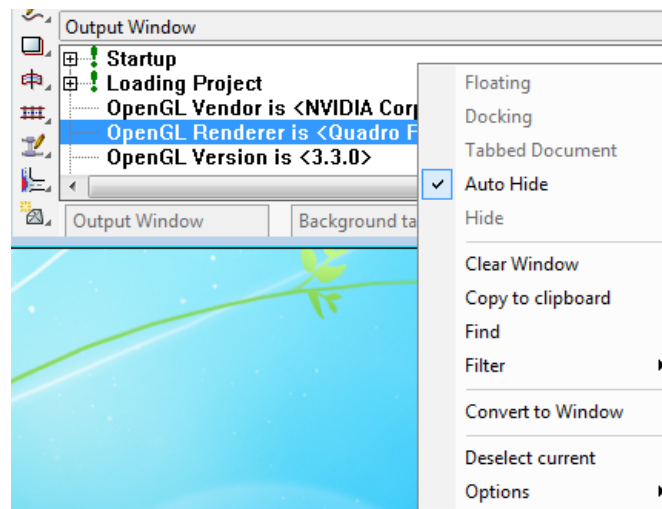 Output Window
Startup
Loading Project
OpenGL Vendor is <NVIDIA
OpenGL Renderer is <Quadro
OpenGL Version is <3.3.0>
Output Window
Background
Floating
Docking
Tabbed Document
Auto Hide
Hide
Clear Window
Copy to clipboard
Find
Filter
Convert to Window
Deselect current
Options